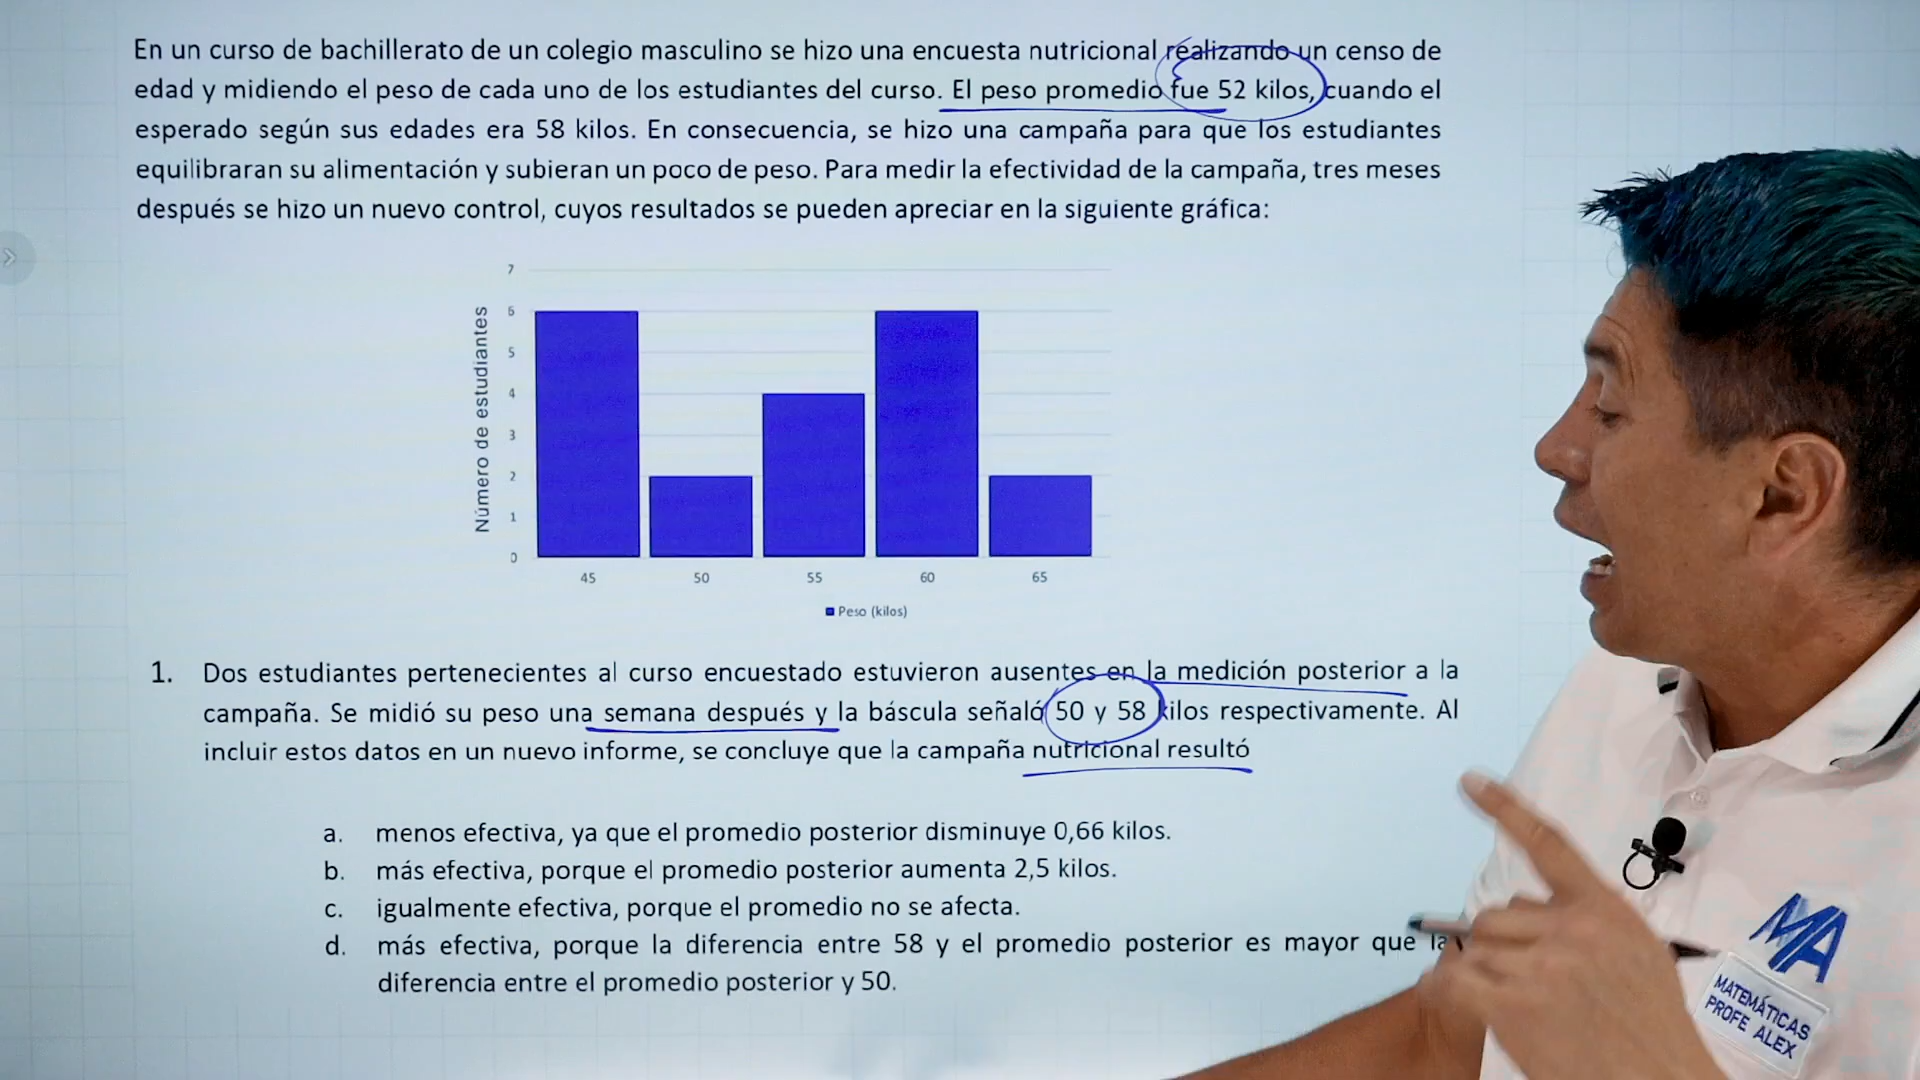 En un curso de bachillerato de un colegio masculino se hizo una encuesta nutricional realizando un censo de
edad y midiendo el peso de cada uno de los estudiantes del curso. El peso promedio fue 52 kilos, cuando el
esperado según sus edades era 58 kilos. En consecuencia, se hizo una campaña para que los estudiantes
equilibraran su alimentación y subieran un poco de peso. Para medir la efectividad de la campaña, tres meses
después se hizo un nuevo control, cuyos resultados se pueden apreciar en la siguiente gráfica:
7
6
5
4
3
2
1
0
Número de estudiantes
45 50 55 60 65
Peso (kilos)
1. Dos estudiantes pertenecientes al curso encuestado estuvieron ausentes en la medición posterior a la
campaña. Se midió su peso una semana después y la báscula señaló 50 y 58 kilos respectivamente. Al
incluir estos datos en un nuevo informe, se concluye que la campaña nutricional resultó
a. menos efectiva, ya que el promedio posterior disminuye 0,66 kilos.
b. más efectiva, porque el promedio posterior aumenta 2,5 kilos.
c. igualmente efectiva, porque el promedio no se afecta.
d. más efectiva, porque la diferencia entre 58 y el promedio posterior es mayor que la
diferencia entre el promedio posterior y 50.
MA
MATEMÁTICAS
PROFE ALEX